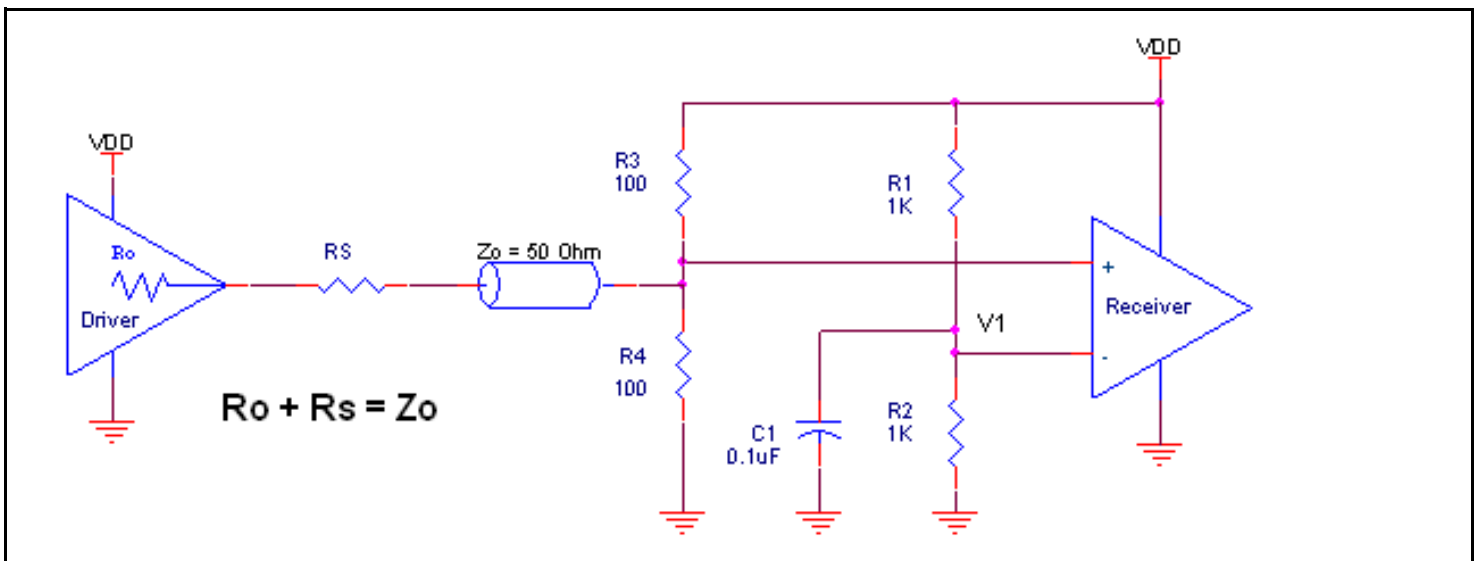 VDD
VDD
R3
100
R1
1K
Ro
RS
Zo = 50 Ohm
+
Receiver
Driver
V1
-
R4
100
Ro + Rs = Zo
R2
1K
C1
0.1uF